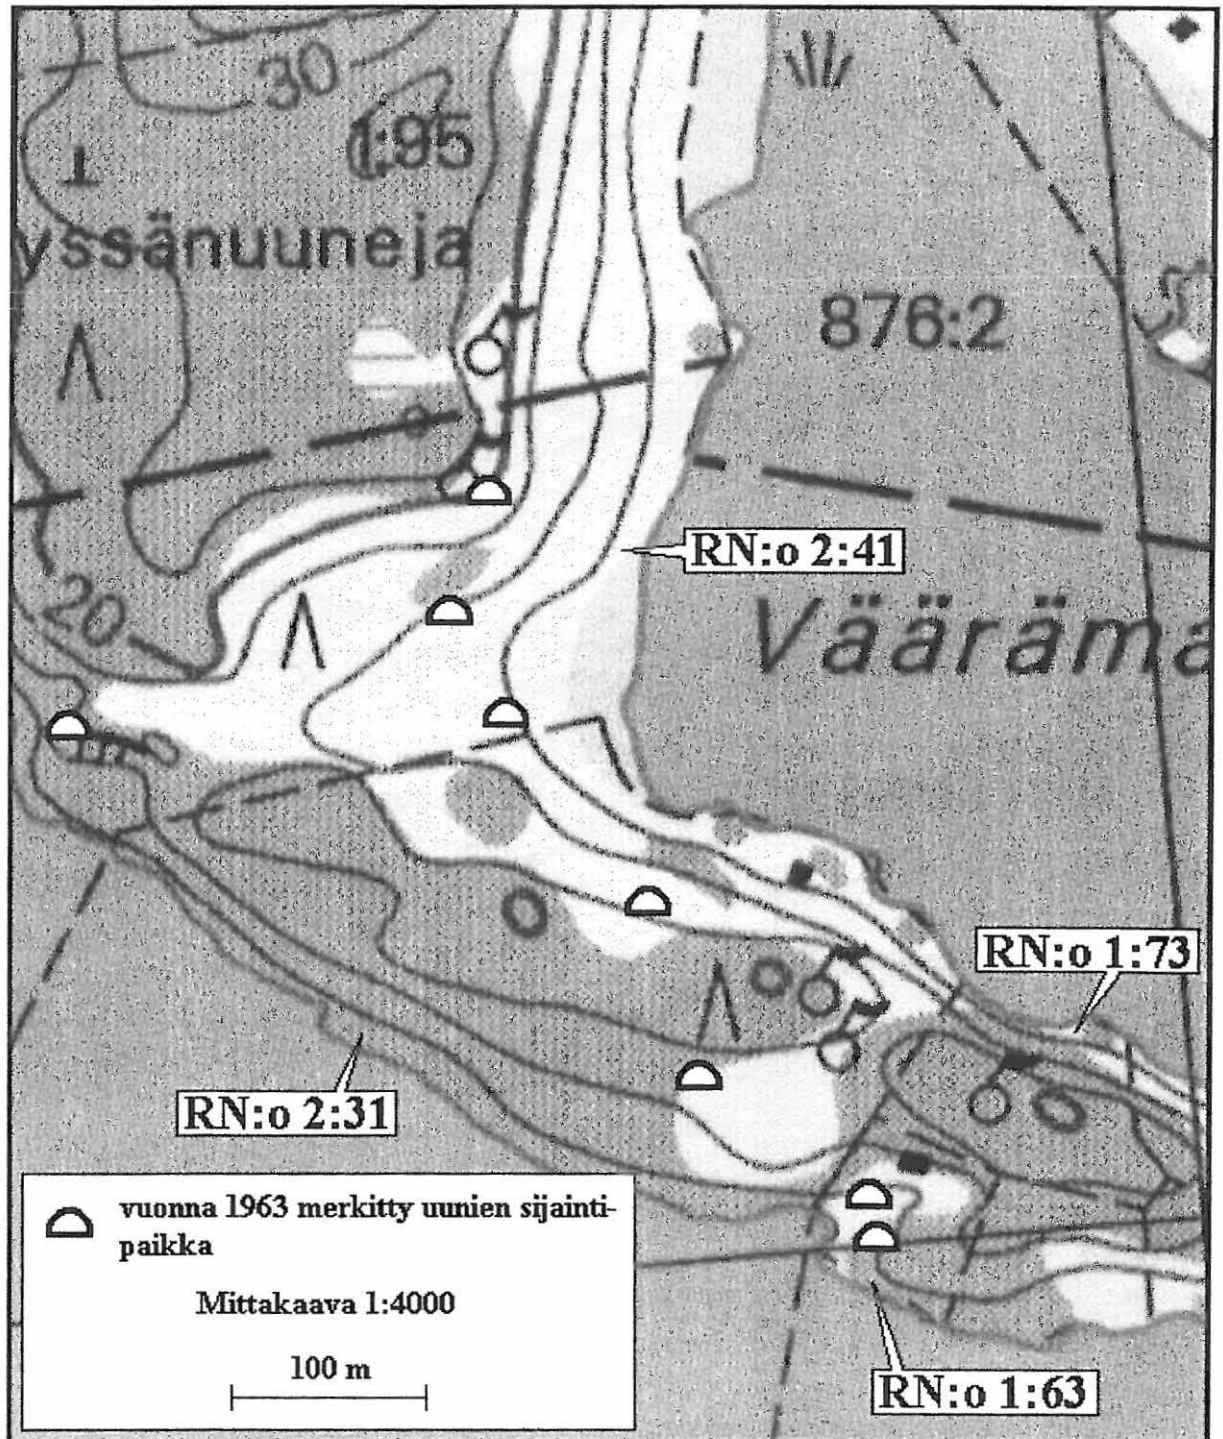 30
1:95
yssänuuneja
876:2
RN:o 2:41
20
Väärämä
RN:o 1:73
RN:o 2:31
vuonna 1963 merkitty uunien sijainti-
paikka
Mittakaava 1:4000
100 m
RN:o 1:63